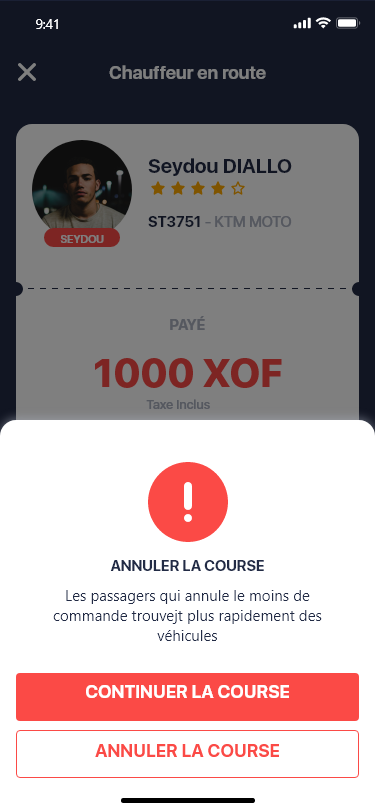 9:41
Chauffeur en route
Seydou DIALLO
SEYDOU
ST3751 - KTM MOTO
PAYÉ
1000 XOF
Taxe Inclus
ANNULER LA COURSE
Les passagers qui annule le moins de
commande trouvejt plus rapidement des
véhicules
CONTINUER LA COURSE
ANNULER LA COURSE